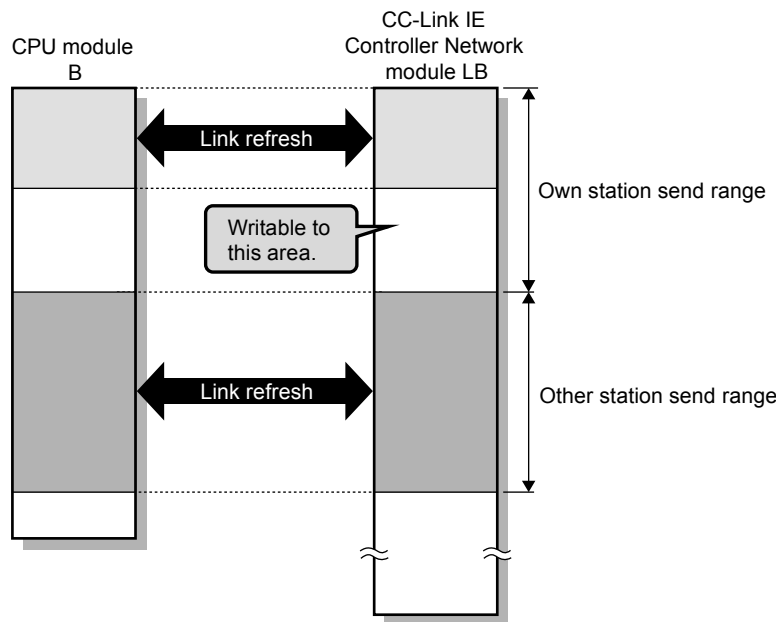 CPU module
B
CC-Link IE
Controller Network
module LB
Link refresh
Own station send range
Writable to
this area.
Link refresh
Other station send range